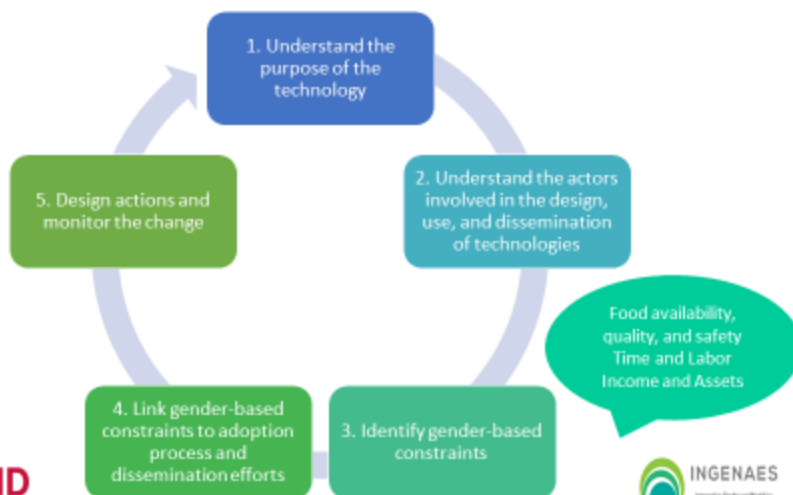 1. Understand the
purpose of the
technology
2. Understand the actors
involved in the design,
use, and dissemination
of technologies
5. Design actions and
monitor the change
Food availability,
quality, and safety
Time and Labor
Income and Assets
4. Link gender-based
constraints to adoption
process and
dissemination efforts
3. Identify gender-based
constraints
ID
INGENAES